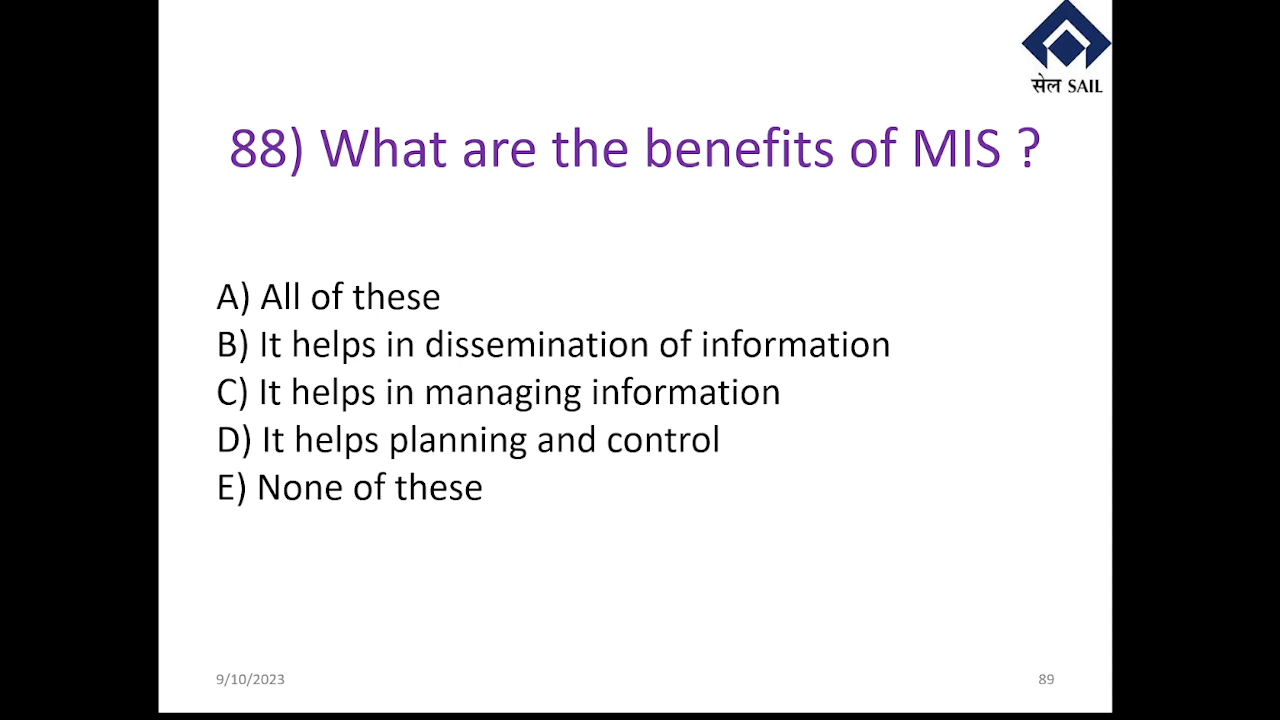 सेल SAIL
88) What are the benefits of MIS ?
A) All of these
B) It helps in dissemination of information
C) It helps in managing information
D) It helps planning and control
E) None of these
9/10/2023
89